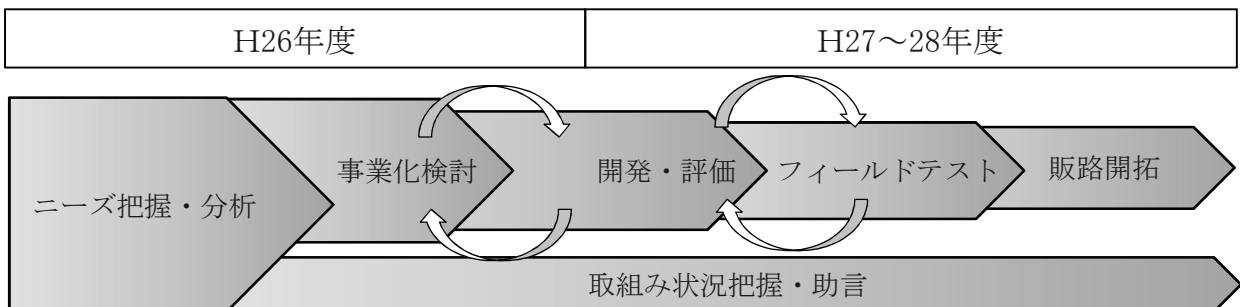 H26年度
H27～28年度
ニーズ把握・分析
事業化検討
開発・評価
フィールドテスト
販路開拓
取組み状況把握・助言